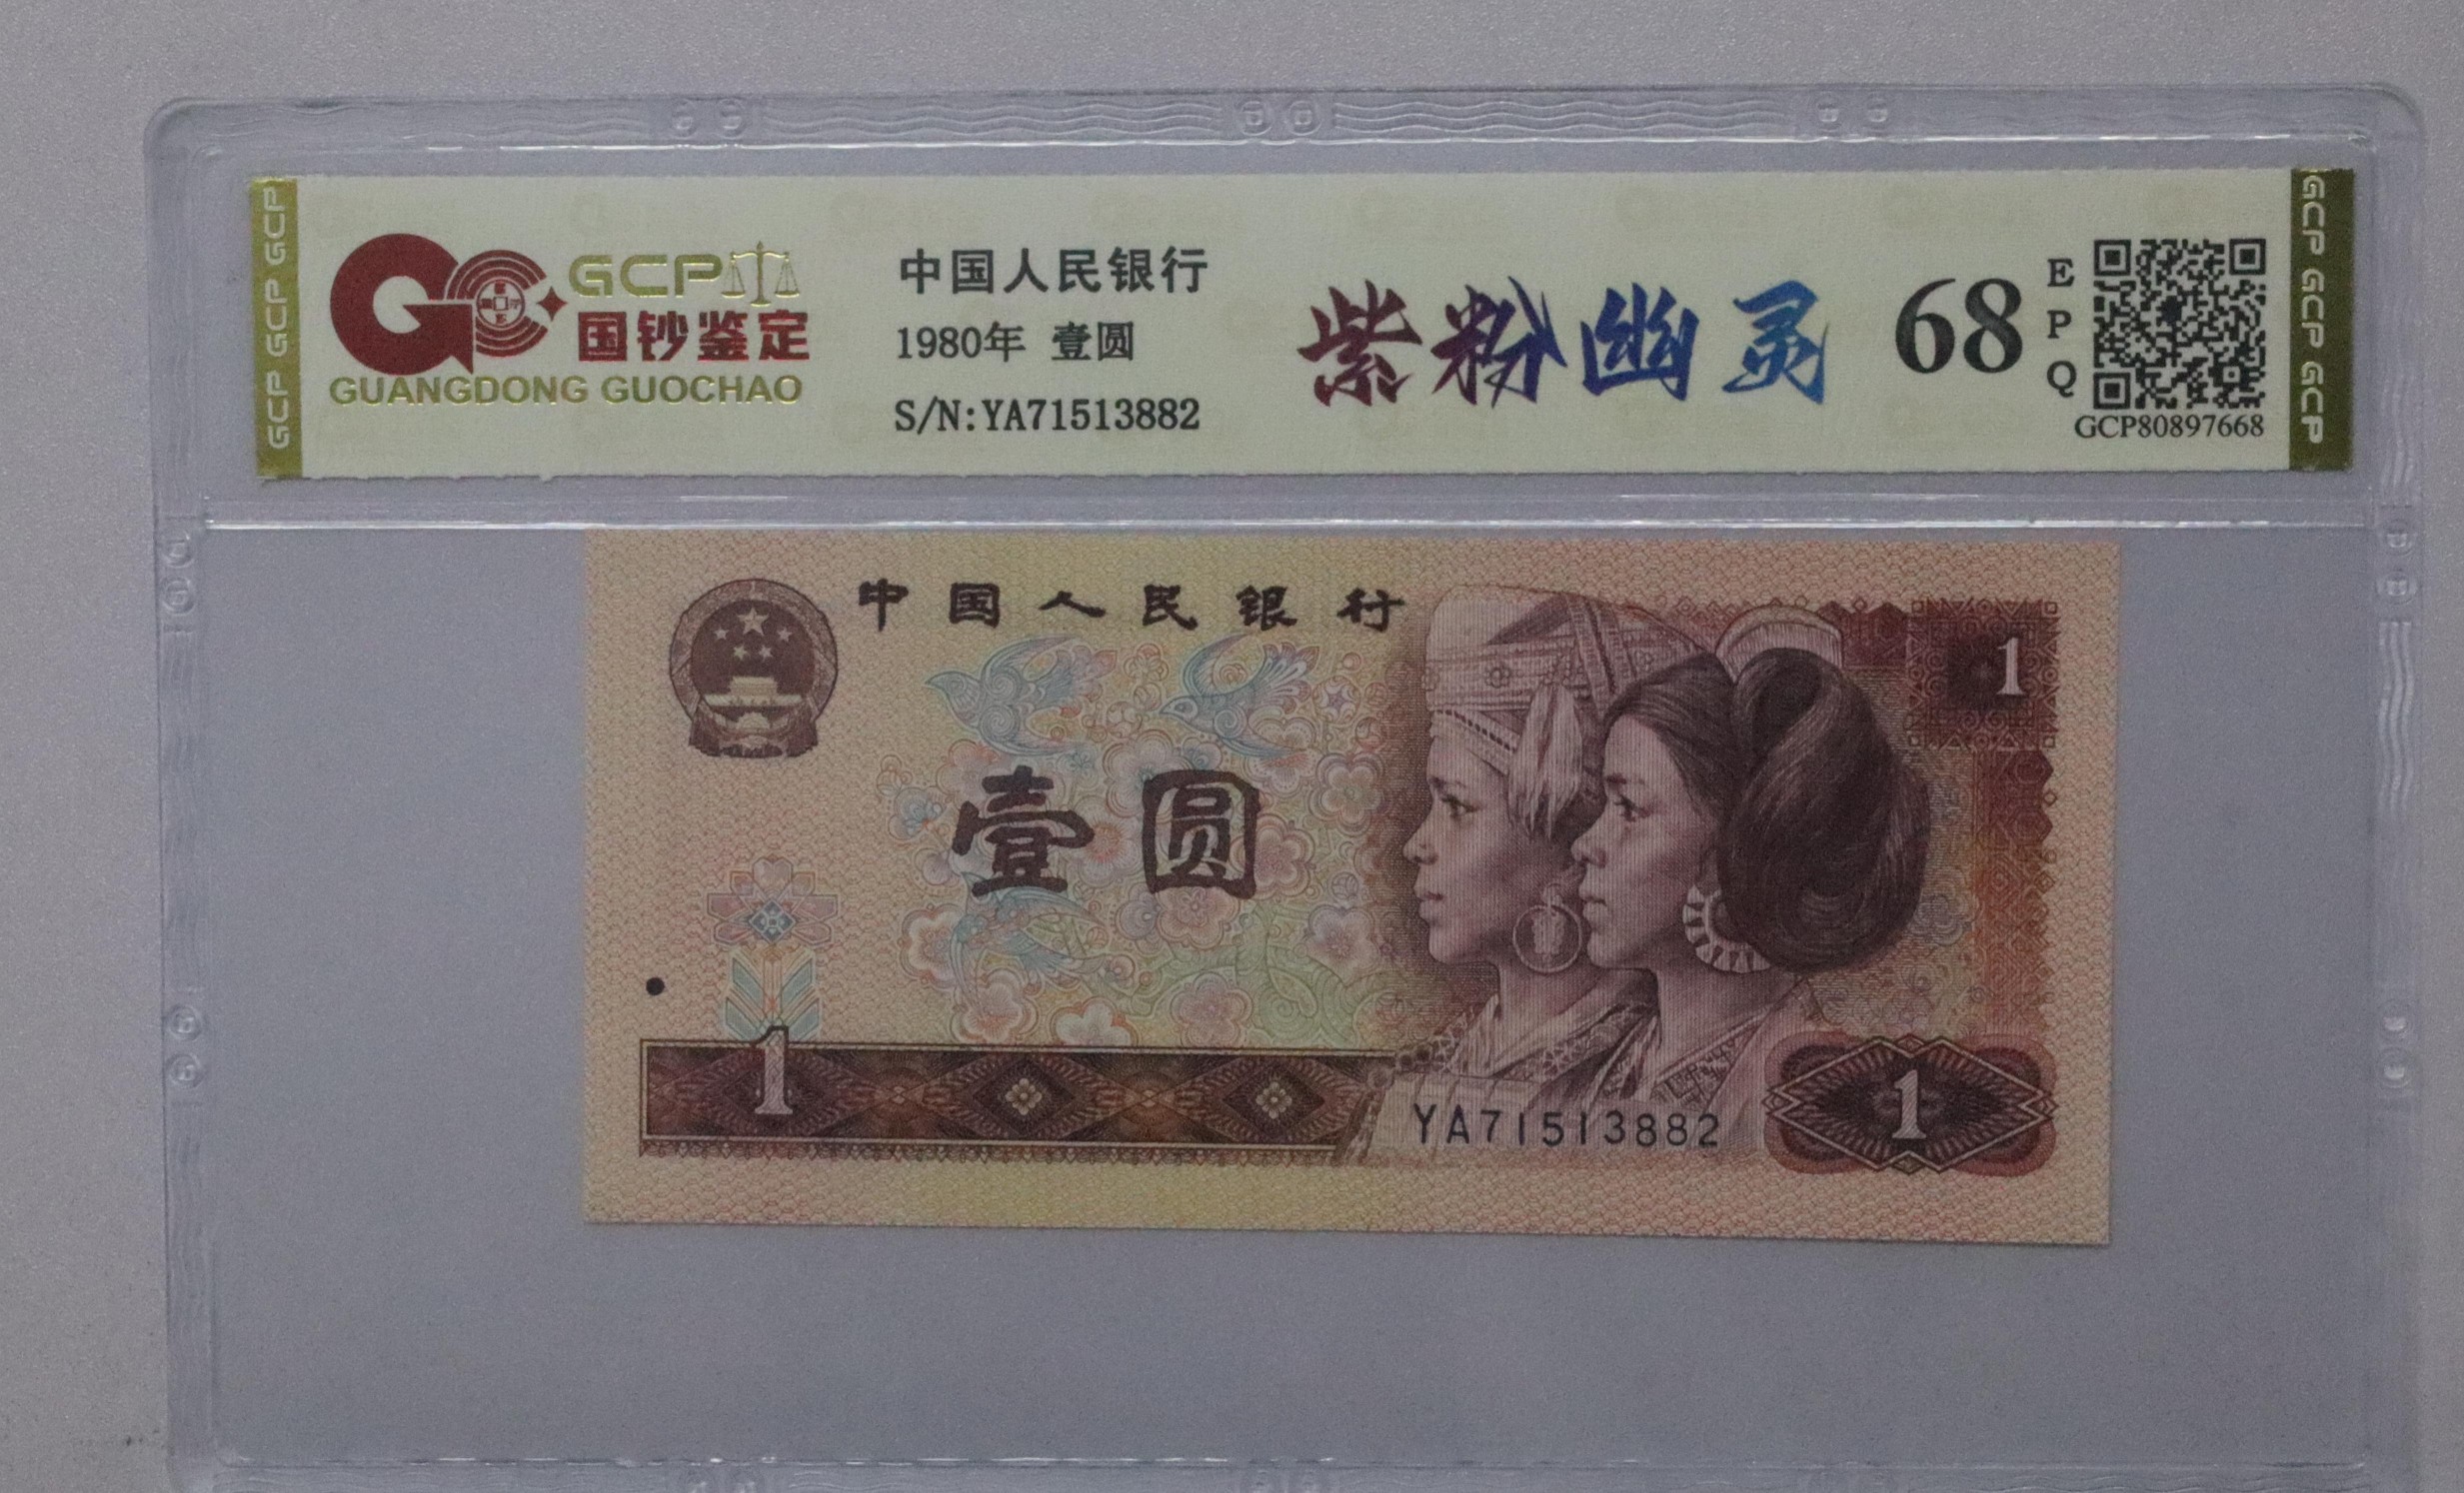 GCP GCP GCP
GCP
国钞鉴定
GUANGDONG GUOCHAO
中国人民银行
1980年 壹圆
S/N:YA71513882
紫粉幽灵
68
EPQ
GCP80897668
GCP GCP GCP
中国人民银行
1
壹圆
1
YA71513882
1